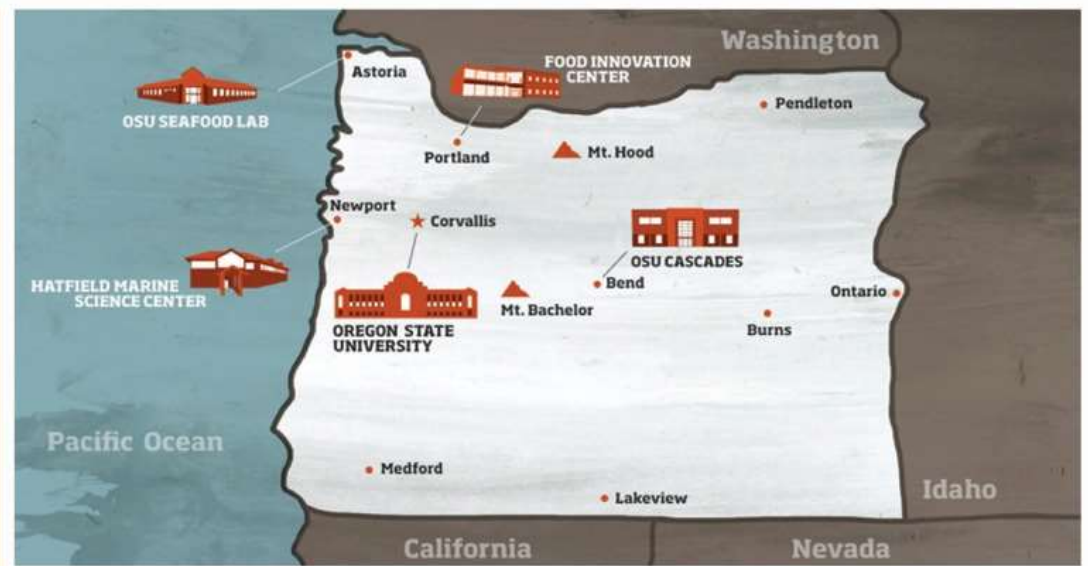 Washington
FOOD INNOVATION
CENTER
Astoria
OSU SEAFOOD LAB
Pendleton
Portland
Mt. Hood
Newport
Corvallis
OSU CASCADES
HATFIELD MARINE
SCIENCE CENTER
Bend
Ontario
Mt. Bachelor
OREGON STATE
UNIVERSITY
Burns
Pacific Ocean
Medford
Lakeview
Idaho
California
Nevada